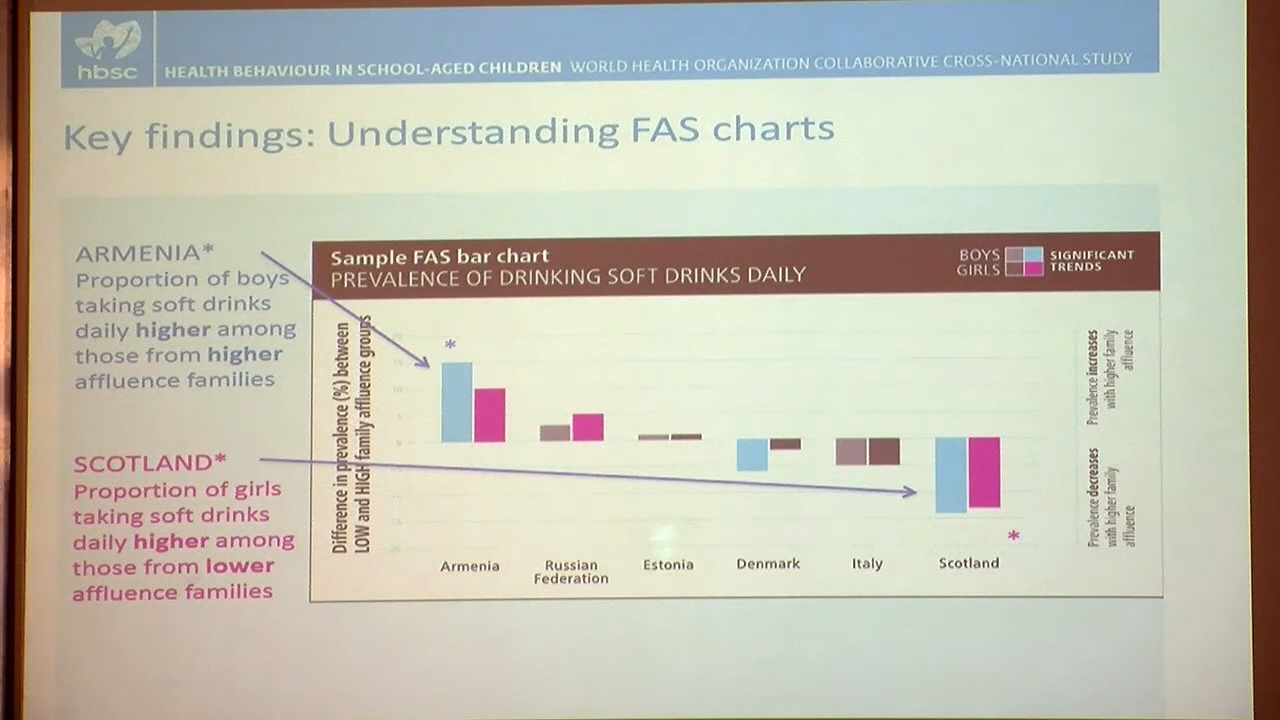 hbsc
HEALTH BEHAVIOUR IN SCHOOL-AGED CHILDREN WORLD HEALTH ORGANIZATION COLLABORATIVE CROSS-NATIONAL STUDY
Key findings: Understanding FAS charts
ARMENIA*
Proportion of boys
taking soft drinks
daily higher among
those from higher
affluence families
SCOTLAND*
Proportion of girls
taking soft drinks
daily higher among
those from lower
affluence families
Sample FAS bar chart
PREVALENCE OF DRINKING SOFT DRINKS DAILY
BOYS
GIRLS
SIGNIFICANT
TRENDS
Difference in prevalence (%) between
LOW and HIGH family affluence groups
*
*
Armenia
Russian
Federation
Estonia
Denmark
Italy
Scotland
Prevalence increases
with higher family
affluence
Prevalence decreases
with higher family
affluence